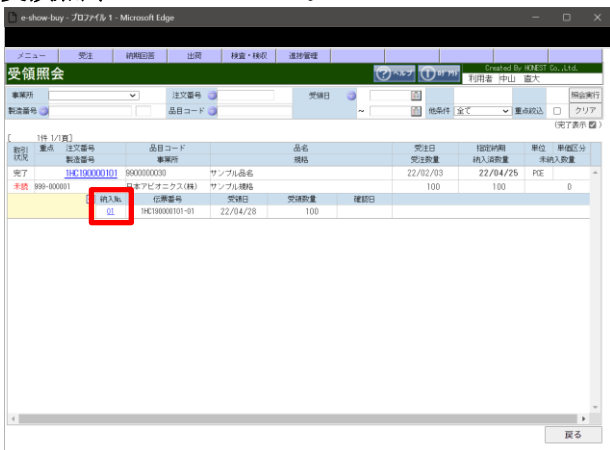 e-show-buy - プロファイル 1 - Microsoft Edge
メニュー 受注 納期回答 出荷 検査・検収 進捗管理
受領照会 ヘルプ ログアウト Created By HONEST Co.,Ltd.
利用者 中山 直大
事業所 注文番号 受領日 照会実行
製造番号 品目コード ~ 他条件 全て 重点絞込 クリア
(完了表示 )
[ 1件 1/1頁]
取引状況 重点 注文番号 品目コード 品名 受注日 指定納期 単位 単価区分
製造番号 事業所 規格 受注数量 納入済数量 未納入数量
完了 1HC190000101 9900000030 サンプル品名 22/02/03 22/04/25 PCE
未読 999-000001 日本アビオニクス(株) サンプル規格 100 100 0
納入No. 伝票番号 受領日 受領数量 確認日
01 1HC190000101-01 22/04/28 100
戻る